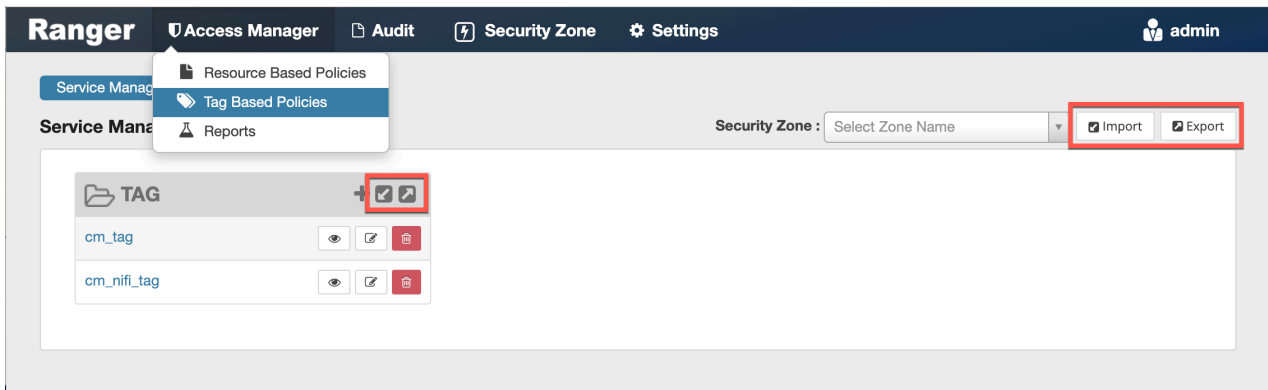 Ranger Access Manager Audit Security Zone Settings admin
Resource Based Policies
Service Manag
Tag Based Policies
Reports
Service Mana
Security Zone : Select Zone Name Import Export
TAG
cm_tag
cm_nifi_tag